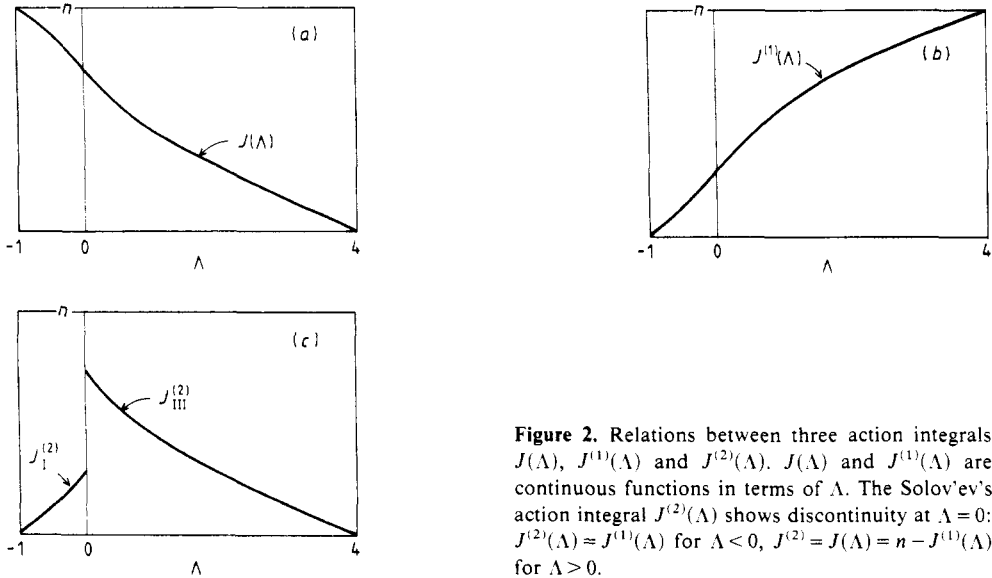 n
(a)
J(Λ)
-1 0 4
Λ
n
J⁽¹⁾(Λ)
(b)
-1 0 4
Λ
n
(c)
J_III⁽²⁾
J_I⁽²⁾
-1 0 4
Λ
Figure 2. Relations between three action integrals
J(Λ), J⁽¹⁾(Λ) and J⁽²⁾(Λ). J(Λ) and J⁽¹⁾(Λ) are
continuous functions in terms of Λ. The Solov'ev's
action integral J⁽²⁾(Λ) shows discontinuity at Λ = 0:
J⁽²⁾(Λ) = J⁽¹⁾(Λ) for Λ < 0, J⁽²⁾ = J(Λ) = n − J⁽¹⁾(Λ)
for Λ > 0.